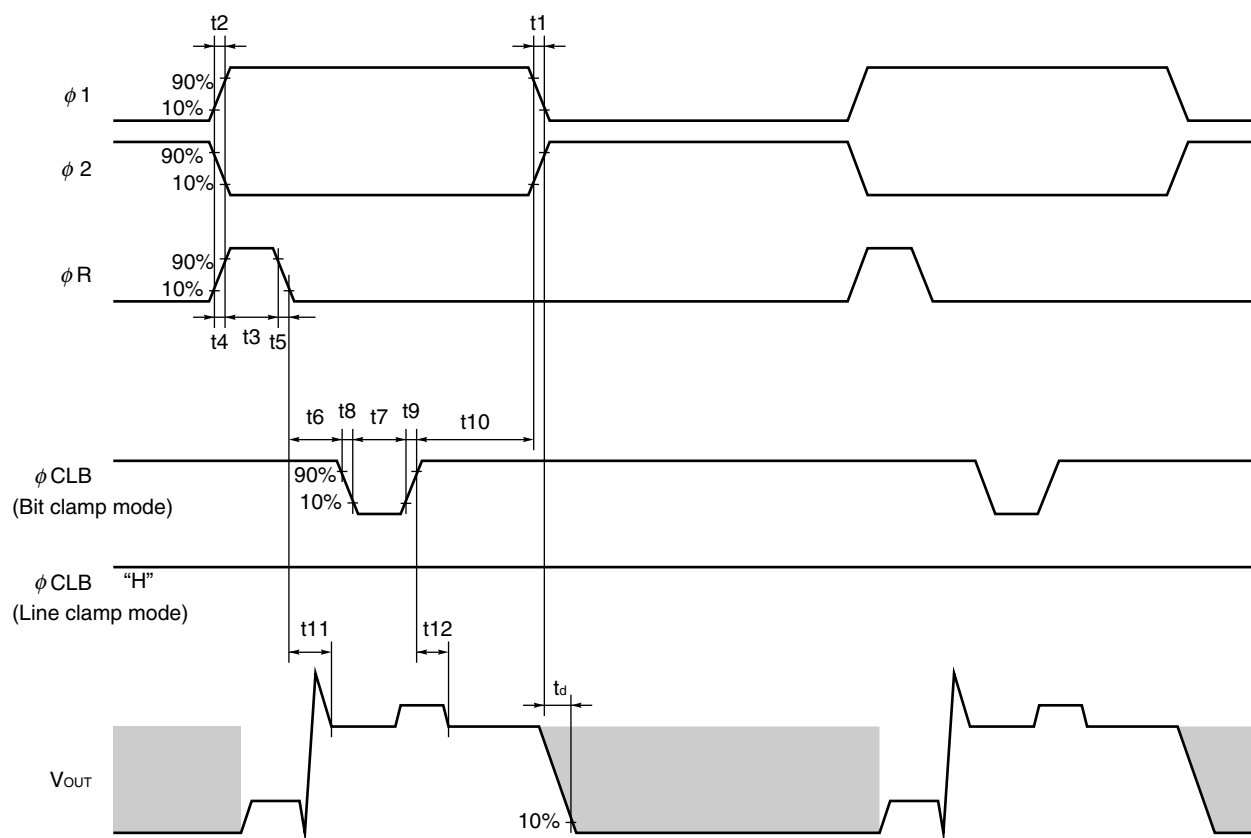 t2 t1
90%
ϕ1
10%
90%
ϕ2
10%
90%
ϕR
10%
t4 t3 t5
t6 t8 t7 t9 t10
ϕCLB
90%
(Bit clamp mode)
10%
ϕCLB “H”
(Line clamp mode)
t11 t12
td
VOUT
10%